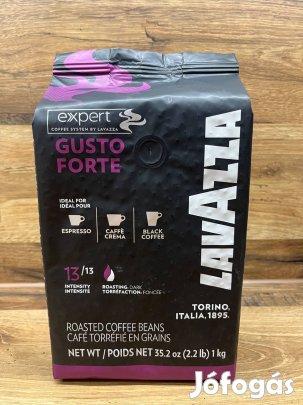 expert
COFFEE SYSTEM BY LAVAZZA
GUSTO
FORTE
LAVAZZA
TORINO,
ITALIA, 1895.
IDEAL FOR
IDÉAL POUR
ESPRESSO
CAFFÈ
CREMA
BLACK
COFFEE
13/13
INTENSITY
INTENSITÉ
ROASTING: DARK
TORRÉFACTION: FONCÉE
ROASTED COFFEE BEANS
CAFÉ TORRÉFIÉ EN GRAINS
NET WT / POIDS NET 35.2 oz (2.2 lb) 1 kg
Jófogás